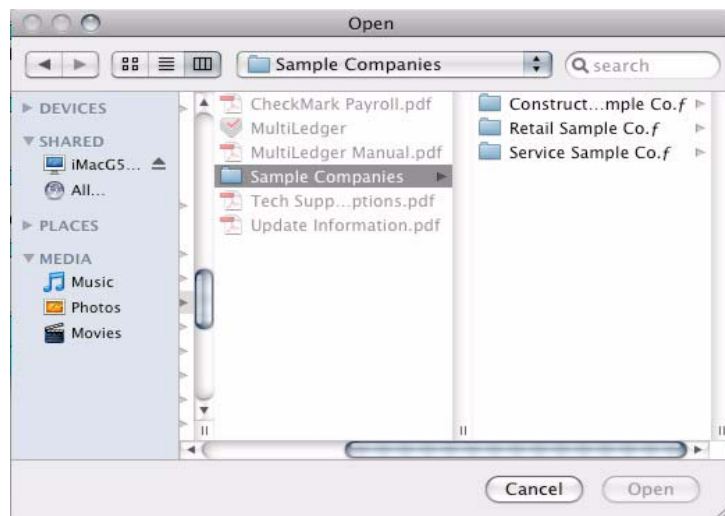 Open
Sample Companies
search
DEVICES
SHARED
iMacG5...
All...
PLACES
MEDIA
Music
Photos
Movies
CheckMark Payroll.pdf
MultiLedger
MultiLedger Manual.pdf
Sample Companies
Tech Supp...ptions.pdf
Update Information.pdf
Construct...mple Co.ƒ
Retail Sample Co.ƒ
Service Sample Co.ƒ
Cancel
Open